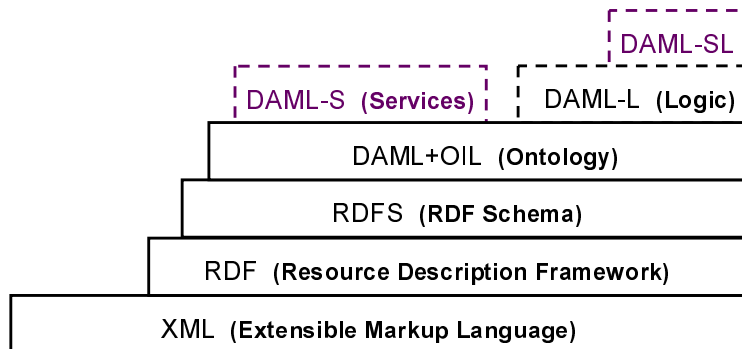 DAML-SL
DAML-S (Services)
DAML-L (Logic)
DAML+OIL (Ontology)
RDFS (RDF Schema)
RDF (Resource Description Framework)
XML (Extensible Markup Language)